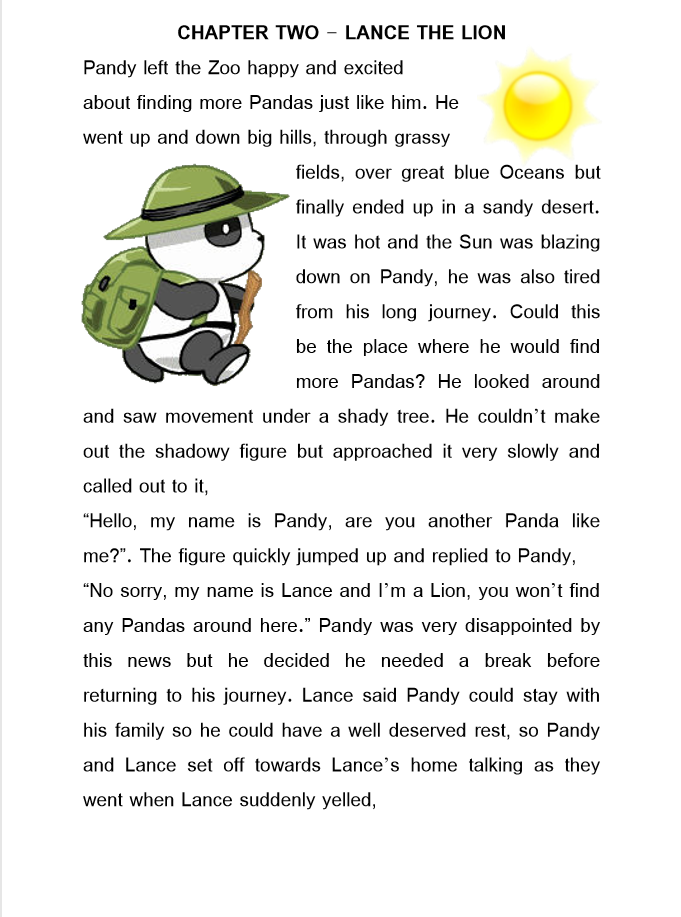 CHAPTER TWO – LANCE THE LION
Pandy left the Zoo happy and excited
about finding more Pandas just like him. He
went up and down big hills, through grassy
fields, over great blue Oceans but
finally ended up in a sandy desert.
It was hot and the Sun was blazing
down on Pandy, he was also tired
from his long journey. Could this
be the place where he would find
more Pandas? He looked around
and saw movement under a shady tree. He couldn’t make
out the shadowy figure but approached it very slowly and
called out to it,
“Hello, my name is Pandy, are you another Panda like
me?”. The figure quickly jumped up and replied to Pandy,
“No sorry, my name is Lance and I’m a Lion, you won’t find
any Pandas around here.” Pandy was very disappointed by
this news but he decided he needed a break before
returning to his journey. Lance said Pandy could stay with
his family so he could have a well deserved rest, so Pandy
and Lance set off towards Lance’s home talking as they
went when Lance suddenly yelled,